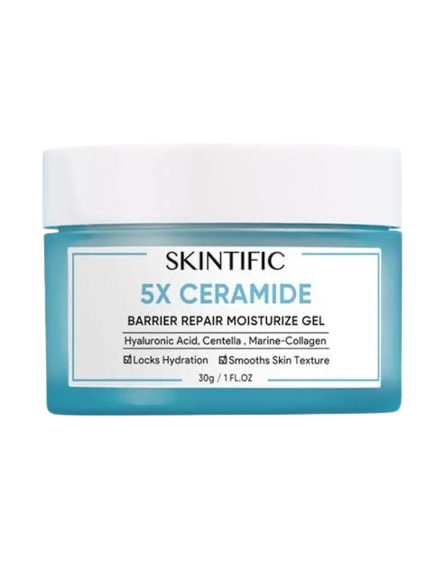 SKINTIFIC
5X CERAMIDE
BARRIER REPAIR MOISTURIZE GEL
Hyaluronic Acid, Centella , Marine-Collagen
☑Locks Hydration ☑Smooths Skin Texture
30g / 1 FL.OZ